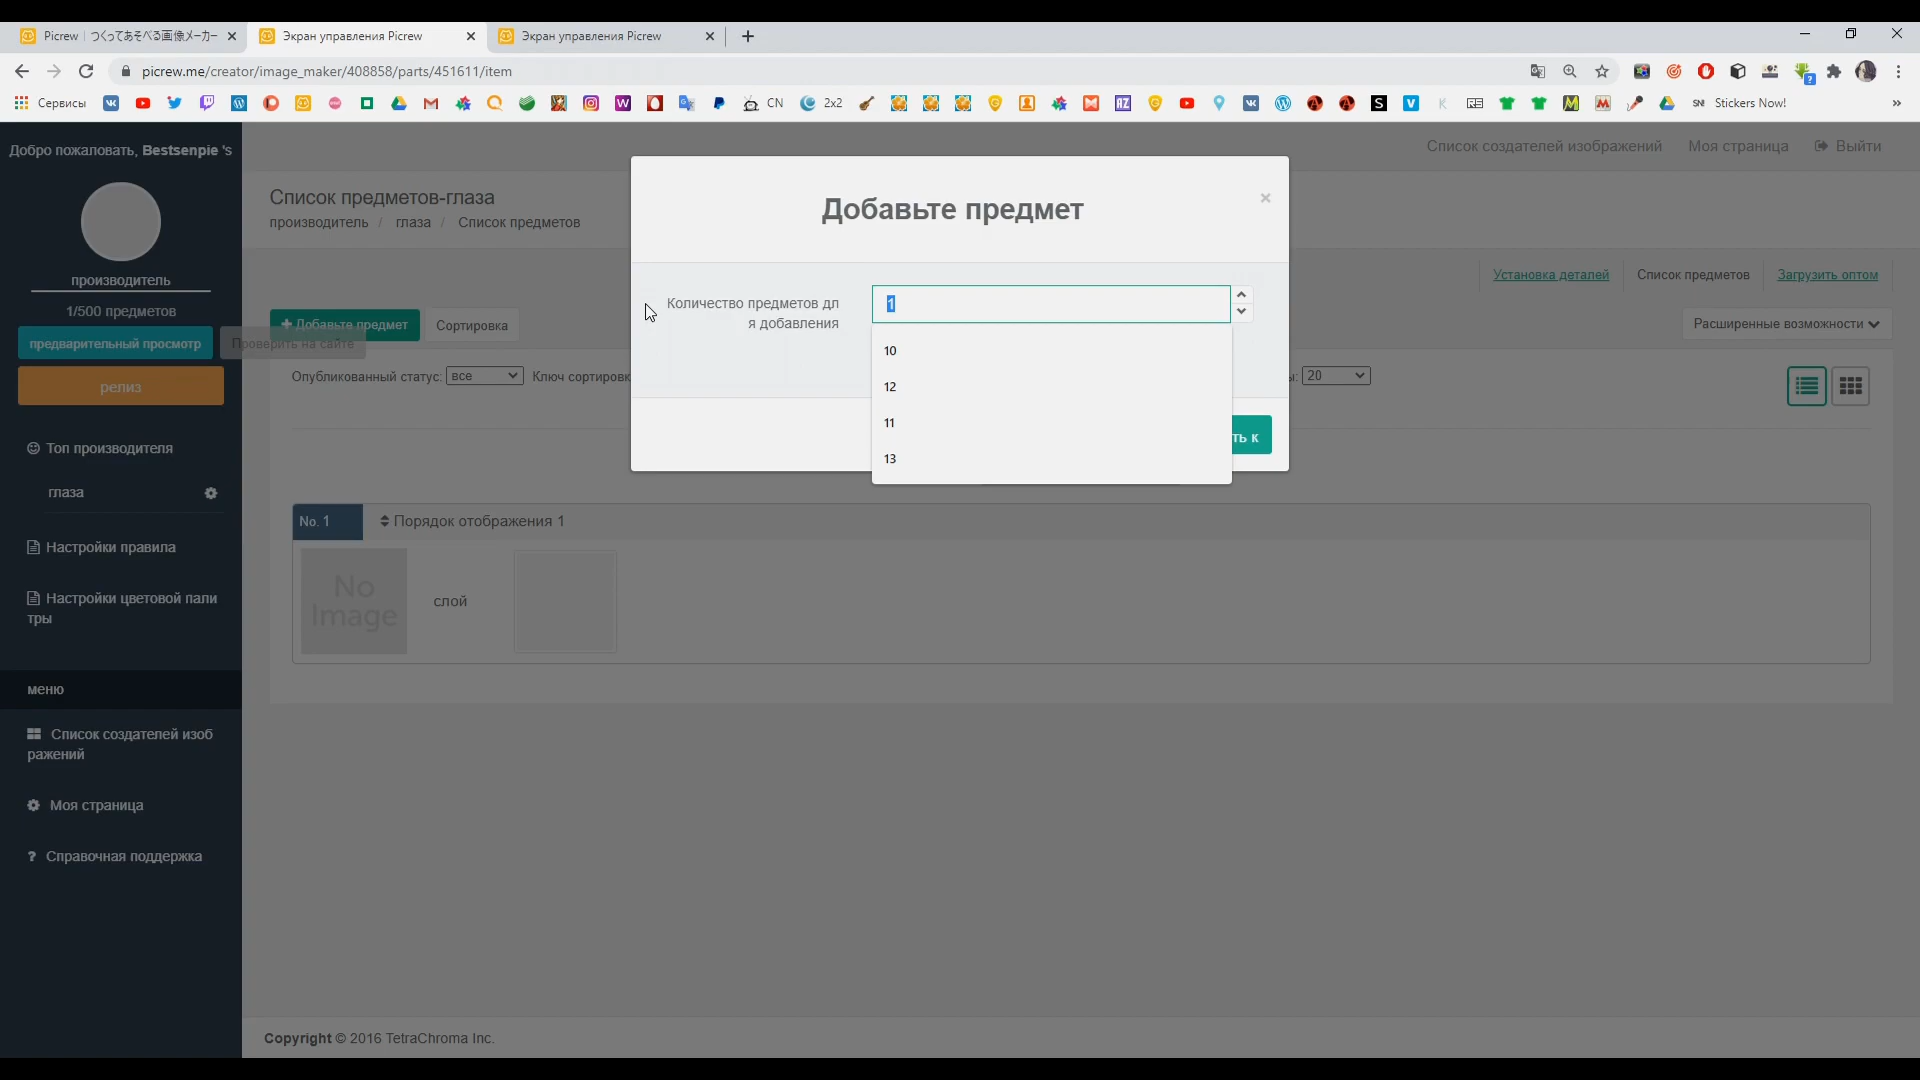 Picrew | つくってあそべる画像メーカー
Экран управления Picrew
Экран управления Picrew
picrew.me/creator/image_maker/408858/parts/451611/item
Сервисы
CN
2x2
Stickers Now!
Добро пожаловать, Bestsenpie 's
Список создателей изображений
Моя страница
Выйти
производитель
1/500 предметов
предварительный просмотр
Проверить на сайте
релиз
Топ производителя
глаза
Настройки правила
Настройки цветовой пали
тры
меню
Список создателей изоб
ражений
Моя страница
? Справочная поддержка
Список предметов-глаза
производитель / глаза / Список предметов
Установка деталей
Список предметов
Загрузить оптом
+ Добавьте предмет
Сортировка
Расширенные возможности
Опубликованный статус: все
Ключ сортировк
ы: 20
Добавьте предмет
×
Количество предметов дл
я добавления
1
10
12
11
13
ть к
No. 1
Порядок отображения 1
No
Image
слой
Copyright © 2016 TetraChroma Inc.